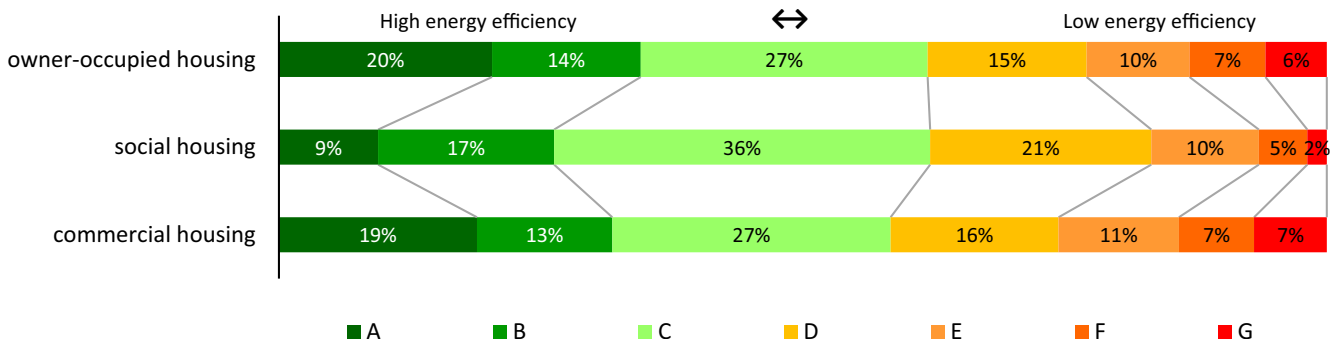 High energy efficiency ↔ Low energy efficiency
owner-occupied housing 20% 14% 27% 15% 10% 7% 6%
social housing 9% 17% 36% 21% 10% 5% 2%
commercial housing 19% 13% 27% 16% 11% 7% 7%
A B C D E F G